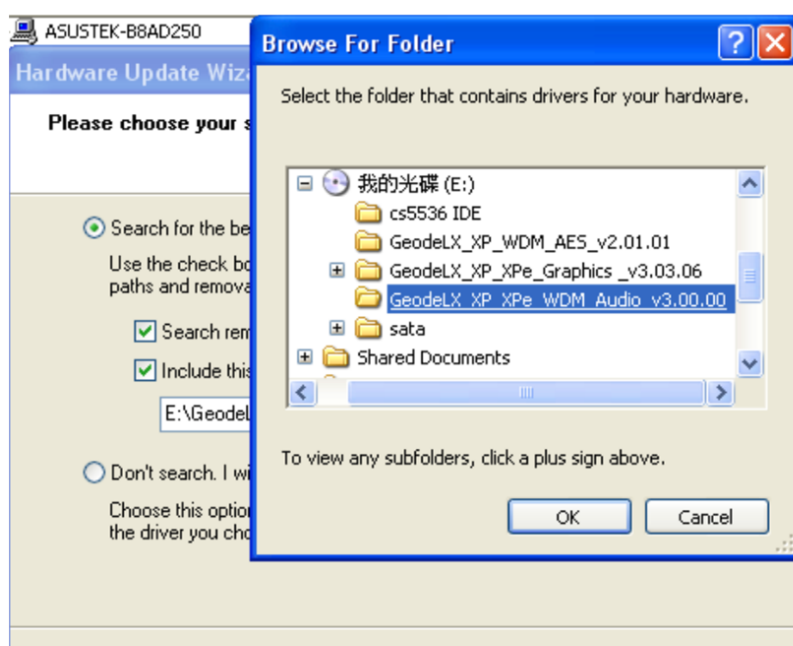 ASUSTEK-B8AD250
Hardware Update Wiza
Please choose your s
Search for the be
Use the check bo
paths and remova
Search rem
Include this
E:\GeodeL
Don't search. I wi
Choose this option
the driver you cho
Browse For Folder
Select the folder that contains drivers for your hardware.
我的光碟 (E:)
cs5536 IDE
GeodeLX_XP_WDM_AES_v2.01.01
GeodeLX_XP_XPe_Graphics _v3.03.06
GeodeLX_XP_XPe_WDM_Audio_v3.00.00
sata
Shared Documents
To view any subfolders, click a plus sign above.
OK
Cancel